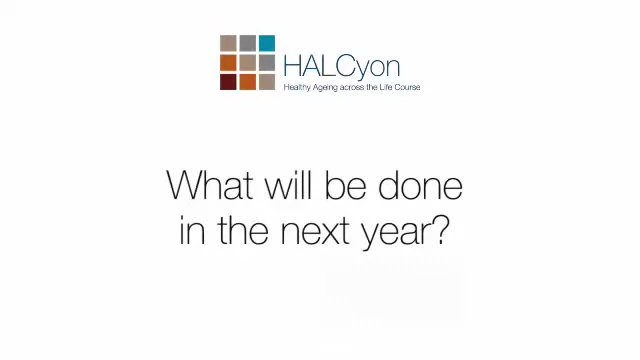 HALCyon
Healthy Ageing across the Life Course
What will be done
in the next year?